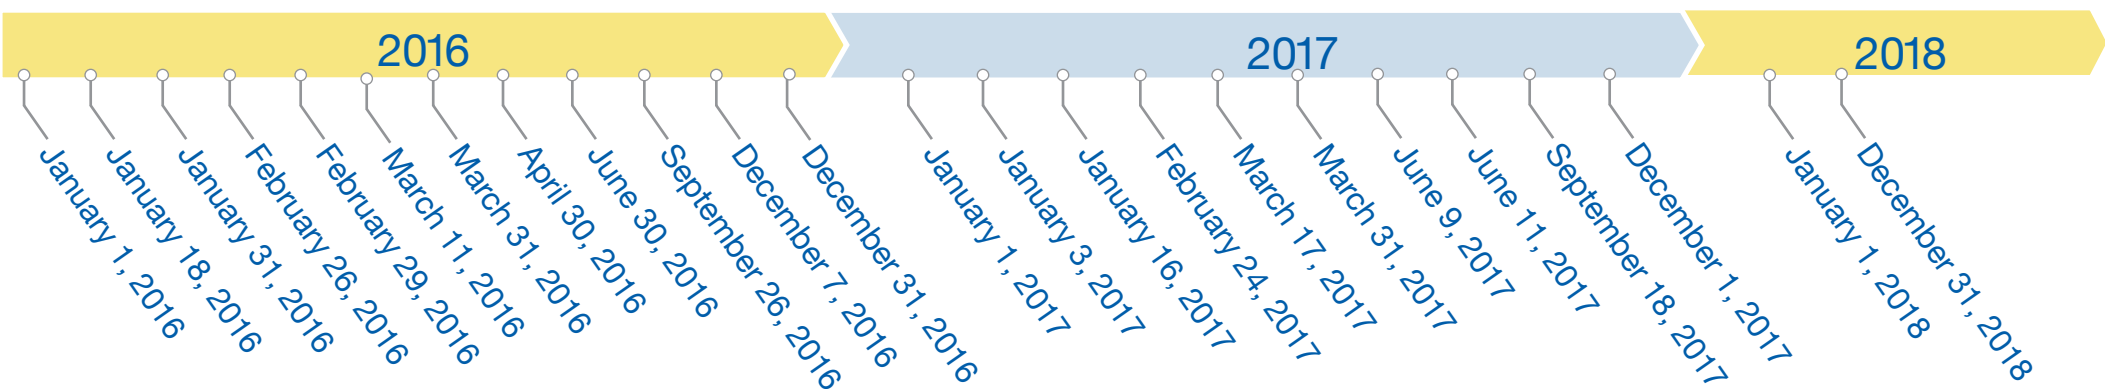 2016
2017
2018
January 1, 2016
January 18, 2016
January 31, 2016
February 26, 2016
February 29, 2016
March 11, 2016
March 31, 2016
April 30, 2016
June 30, 2016
September 26, 2016
December 7, 2016
December 31, 2016
January 1, 2017
January 3, 2017
January 16, 2017
February 24, 2017
March 17, 2017
March 31, 2017
June 9, 2017
June 11, 2017
September 18, 2017
December 1, 2017
January 1, 2018
December 31, 2018